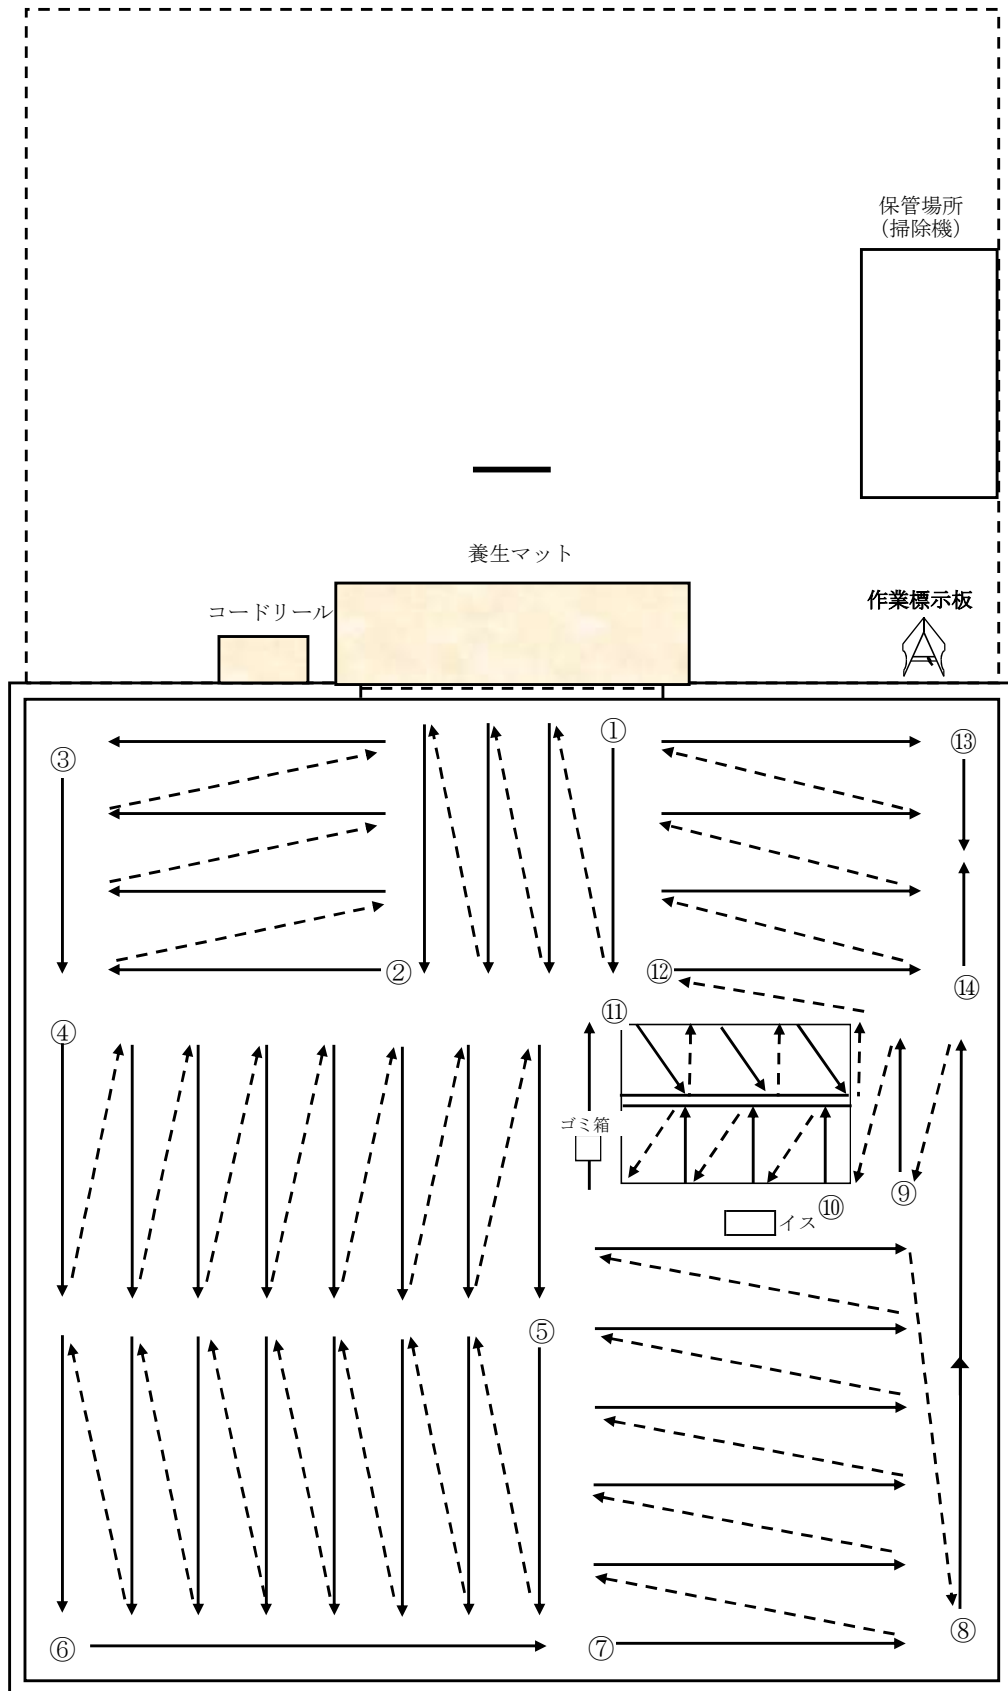 保管場所
（掃除機）
養生マット
コードリール
作業標示板
①
③
⑬
②
⑫
⑭
⑪
④
ゴミ箱
⑨
⑩
イス
⑤
⑧
⑥
⑦